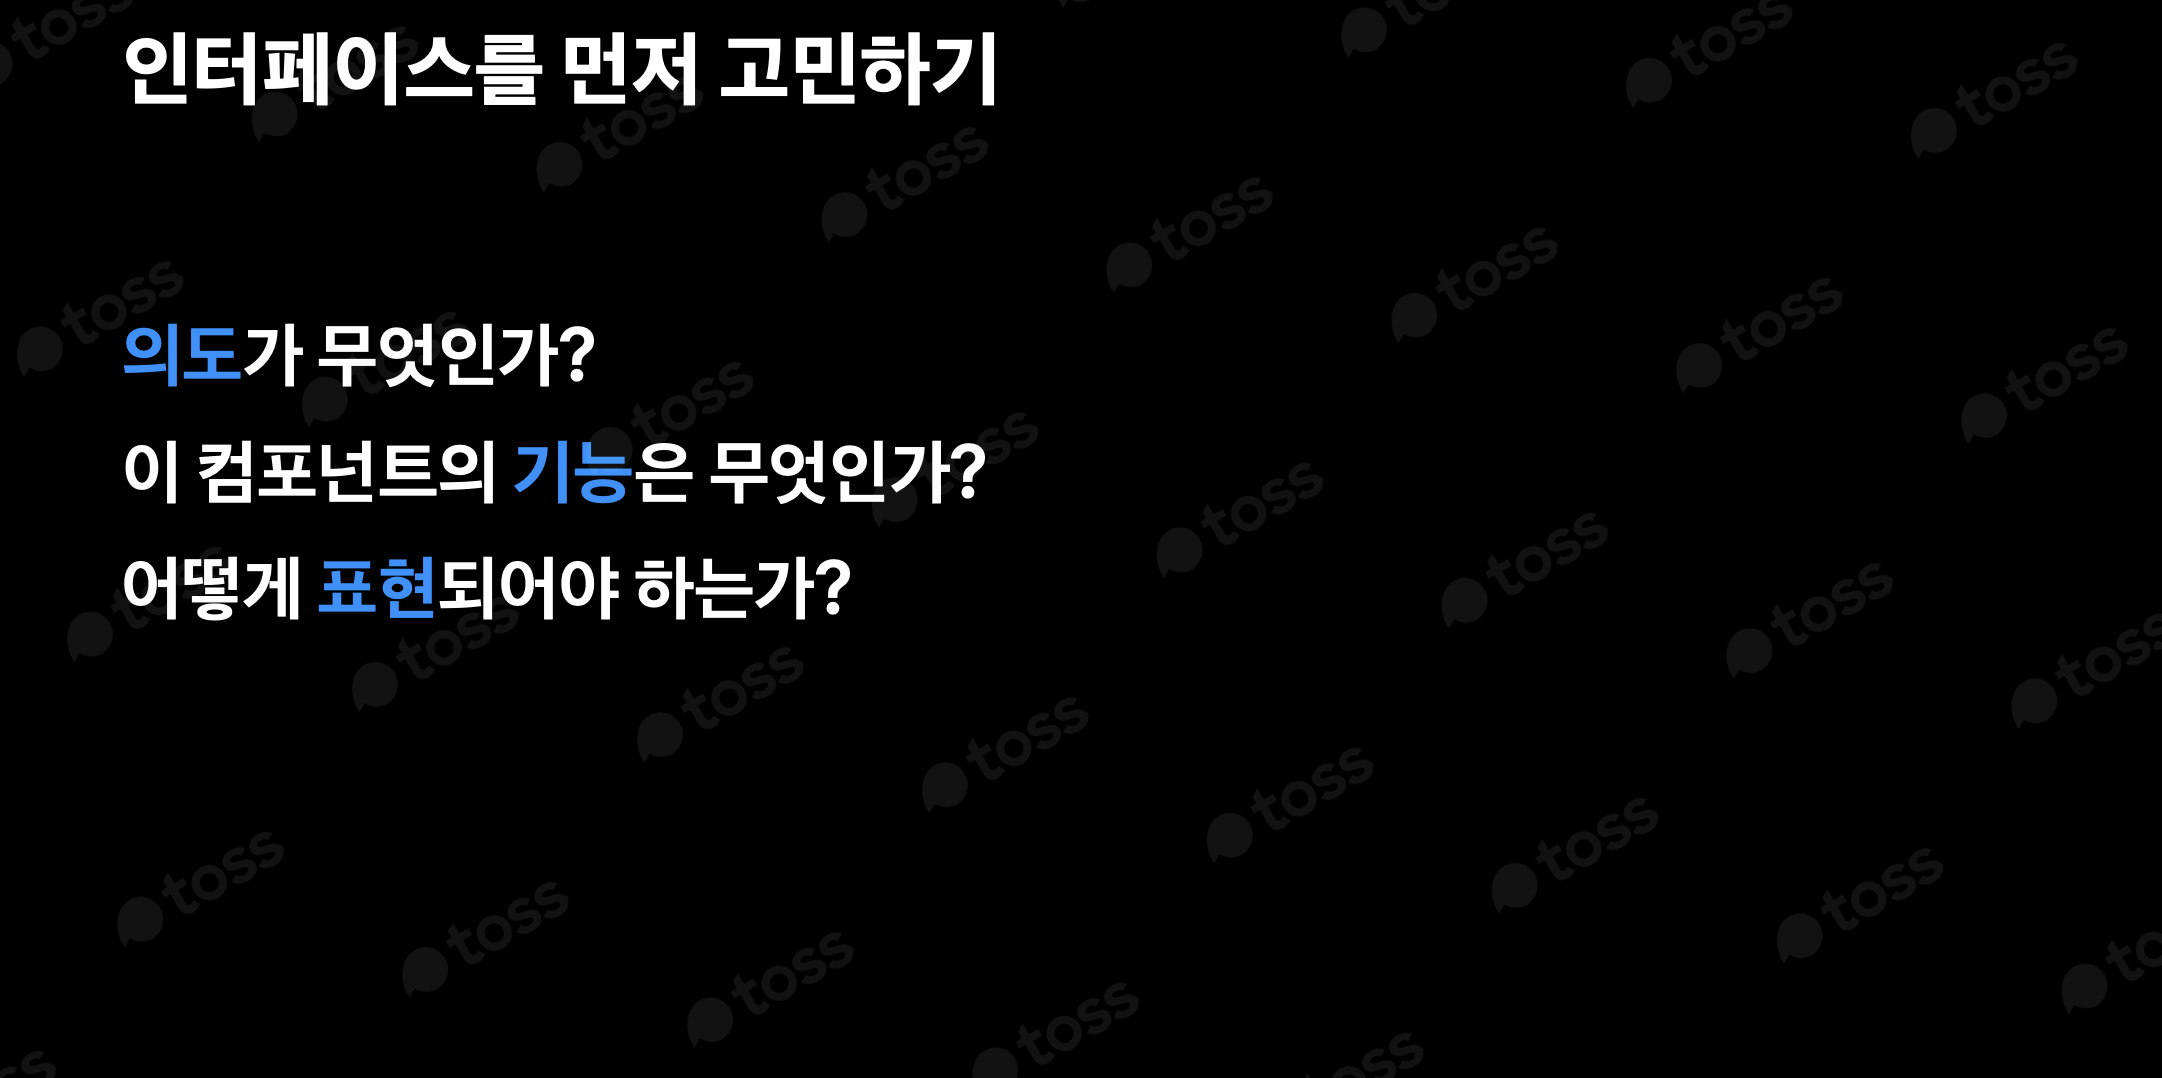 인터페이스를 먼저 고민하기
의도가 무엇인가?
이 컴포넌트의 기능은 무엇인가?
어떻게 표현되어야 하는가?
toss